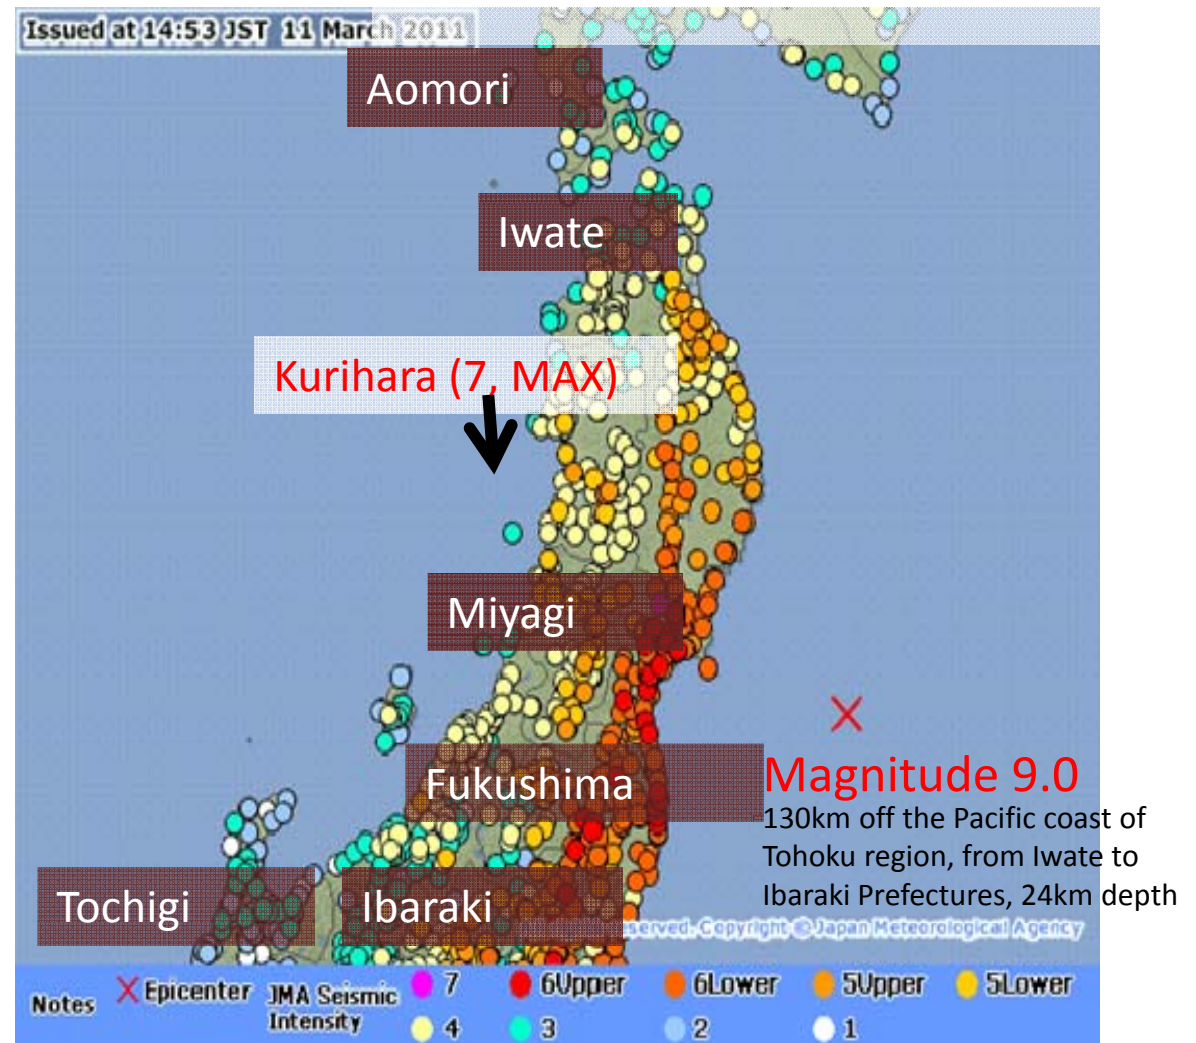 Issued at 14:53 JST 11 March 2011
Aomori
Iwate
Kurihara (7, MAX)
Miyagi
Fukushima
Magnitude 9.0
130km off the Pacific coast of
Tohoku region, from Iwate to
Ibaraki Prefectures, 24km depth
Tochigi
Ibaraki
served. Copyright © Japan Meteorological Agency
Notes
Epicenter
JMA Seismic
Intensity
7 6Upper 6Lower 5Upper 5Lower
4 3 2 1